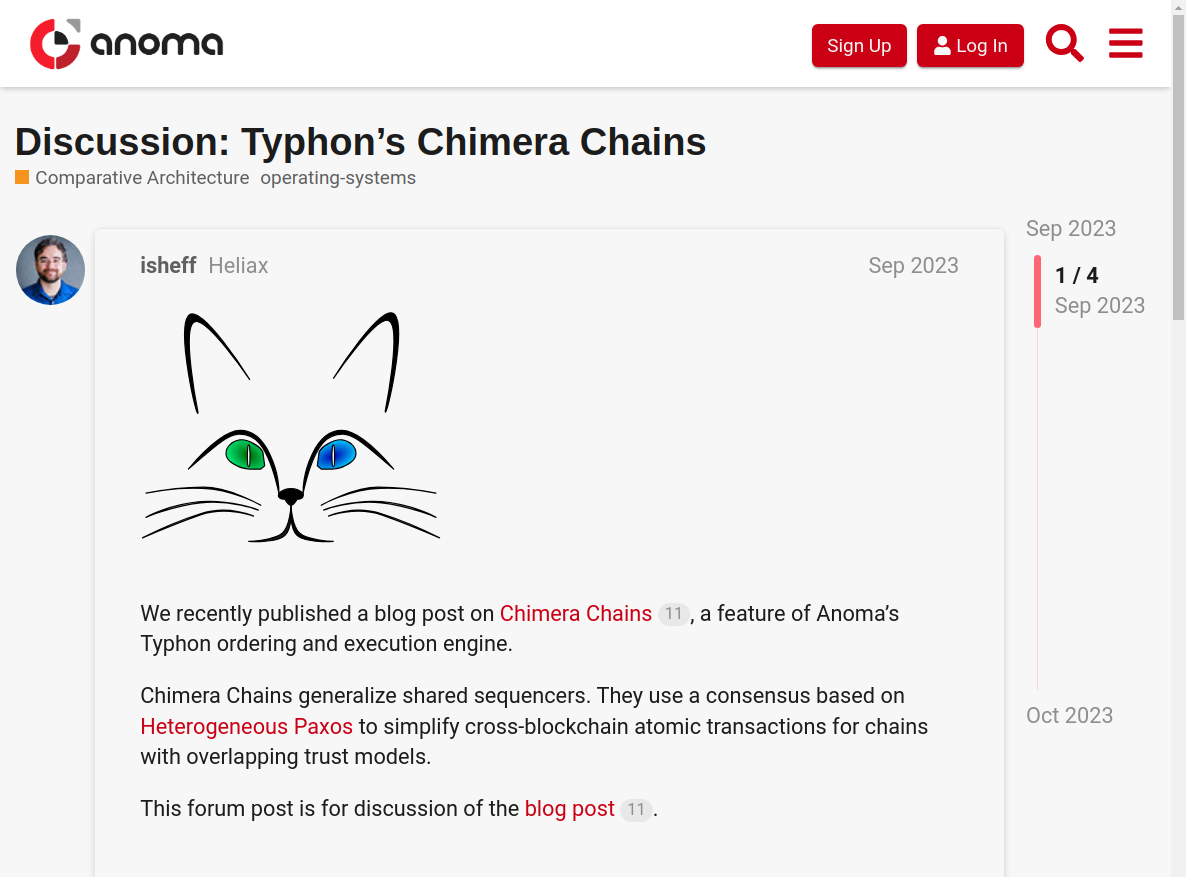 anoma
Sign Up
Log In
Discussion: Typhon’s Chimera Chains
Comparative Architecture operating-systems
Sep 2023
isheff Heliax Sep 2023
1 / 4
Sep 2023
We recently published a blog post on Chimera Chains 11, a feature of Anoma’s
Typhon ordering and execution engine.
Chimera Chains generalize shared sequencers. They use a consensus based on
Heterogeneous Paxos to simplify cross-blockchain atomic transactions for chains
with overlapping trust models.
Oct 2023
This forum post is for discussion of the blog post 11.